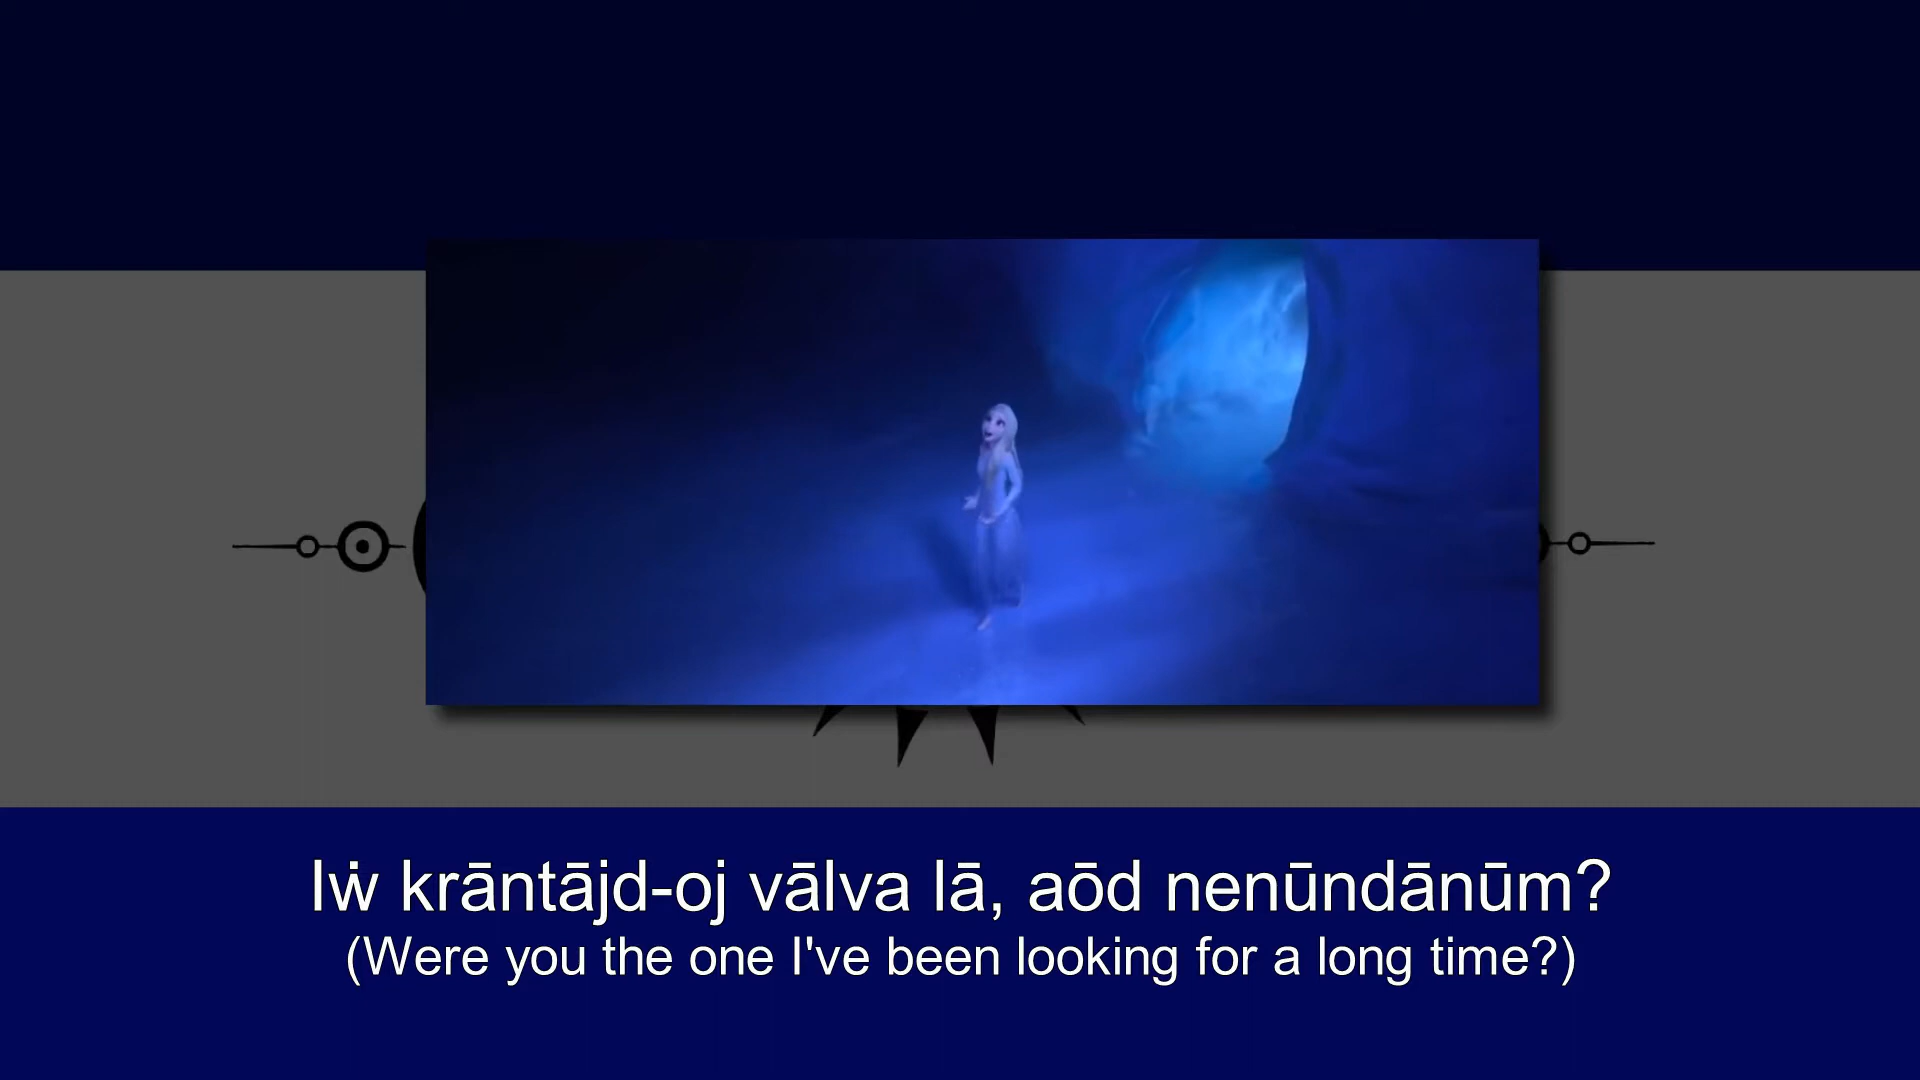 Iẇ krāntājd-oj vālva lā, aōd nenūndānūm?
(Were you the one I've been looking for a long time?)